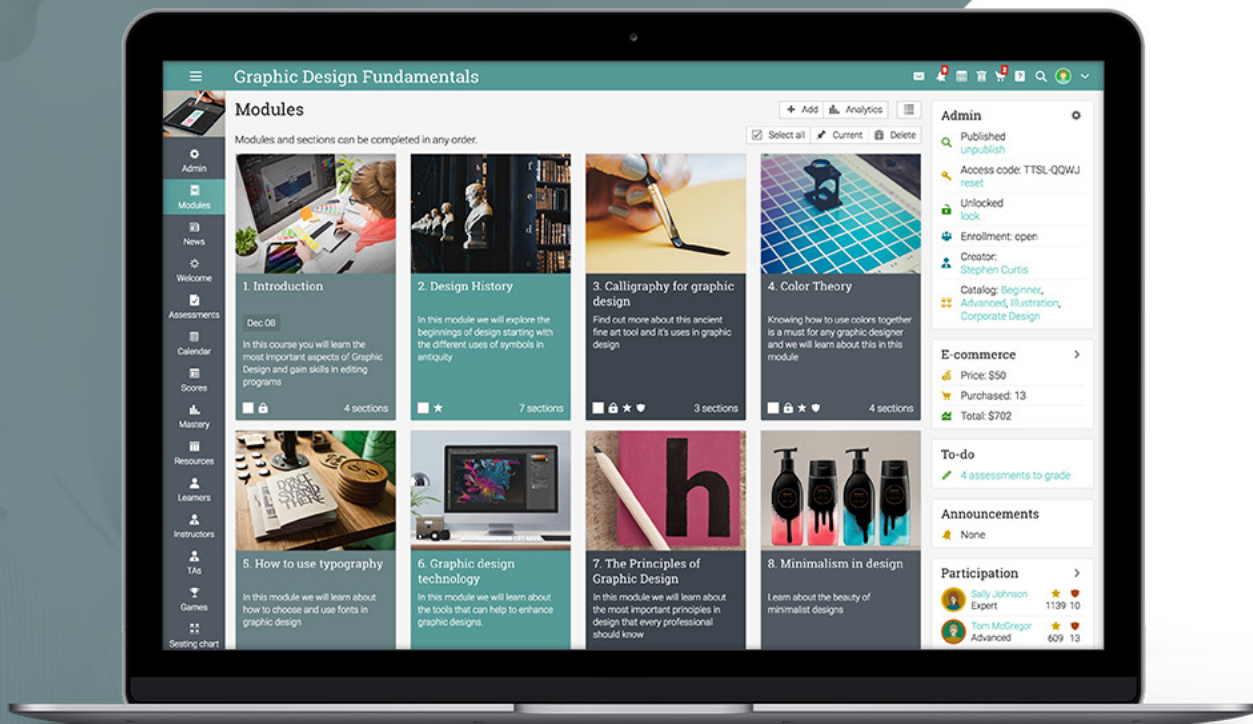 Graphic Design Fundamentals
9
2
?
Modules
Add
Analytics
Modules and sections can be completed in any order.
Select all
Current
Delete
Admin
Modules
News
Welcome
Assessments
Calendar
Scores
Mastery
Resources
Learners
Instructors
TAs
Games
Seating chart
1. Introduction
Dec 08
In this course you will learn the
most important aspects of Graphic
Design and gain skills in editing
programs
4 sections
2. Design History
In this module we will explore the
beginnings of design starting with
the different uses of symbols in
antiquity
7 sections
3. Calligraphy for graphic
design
Find out more about this ancient
fine art tool and it's uses in graphic
design
3 sections
4. Color Theory
Knowing how to use colors together
is a must for any graphic designer
and we will learn about this in this
module
4 sections
DON'T
JUST
STAND
THERE
5. How to use typography
In this module we will learn about
how to choose and use fonts in
graphic design
6. Graphic design
technology
In this module we will learn about
the tools that can help to enhance
graphic designs.
h
7. The Principles of
Graphic Design
In this module we will learn about
the most important principles in
design that every professional
should know
8. Minimalism in design
Learn about the beauty of
minimalist designs
Admin
Published
unpublish
Access code: TTSL-QQWJ
reset
Unlocked
lock
Enrollment: open
Creator:
Stephen Curtis
Catalog: Beginner,
Advanced, Illustration,
Corporate Design
E-commerce
Price: $50
Purchased: 13
Total: $702
To-do
4 assessments to grade
Announcements
None
Participation
Sally Johnson
Expert
1139 10
Tom McGregor
Advanced
609 13